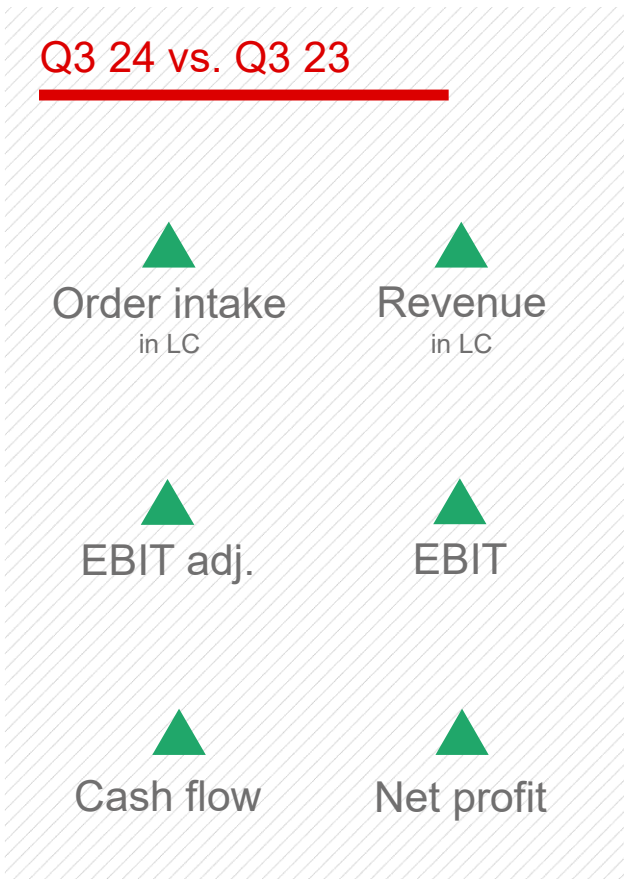 Q3 24 vs. Q3 23
Order intake
in LC
Revenue
in LC
EBIT adj.
EBIT
Cash flow
Net profit